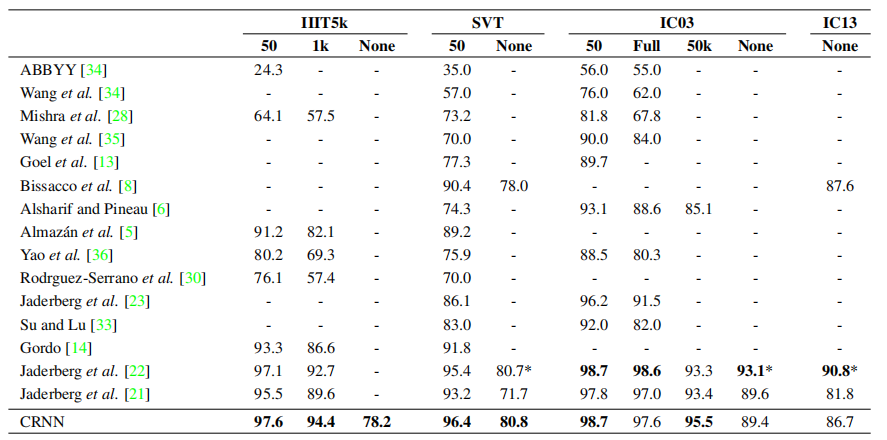 IIIT5k SVT IC03 IC13
50 1k None 50 None 50 Full 50k None None
ABBYY [34] 24.3 - - 35.0 - 56.0 55.0 - - -
Wang et al. [34] - - - 57.0 - 76.0 62.0 - - -
Mishra et al. [28] 64.1 57.5 - 73.2 - 81.8 67.8 - - -
Wang et al. [35] - - - 70.0 - 90.0 84.0 - - -
Goel et al. [13] - - - 77.3 - 89.7 - - - -
Bissacco et al. [8] - - - 90.4 78.0 - - - - 87.6
Alsharif and Pineau [6] - - - 74.3 - 93.1 88.6 85.1 - -
Almazán et al. [5] 91.2 82.1 - 89.2 - - - - - -
Yao et al. [36] 80.2 69.3 - 75.9 - 88.5 80.3 - - -
Rodrguez-Serrano et al. [30] 76.1 57.4 - 70.0 - - - - - -
Jaderberg et al. [23] - - - 86.1 - 96.2 91.5 - - -
Su and Lu [33] - - - 83.0 - 92.0 82.0 - - -
Gordo [14] 93.3 86.6 - 91.8 - - - - - -
Jaderberg et al. [22] 97.1 92.7 - 95.4 80.7* 98.7 98.6 93.3 93.1* 90.8*
Jaderberg et al. [21] 95.5 89.6 - 93.2 71.7 97.8 97.0 93.4 89.6 81.8
CRNN 97.6 94.4 78.2 96.4 80.8 98.7 97.6 95.5 89.4 86.7